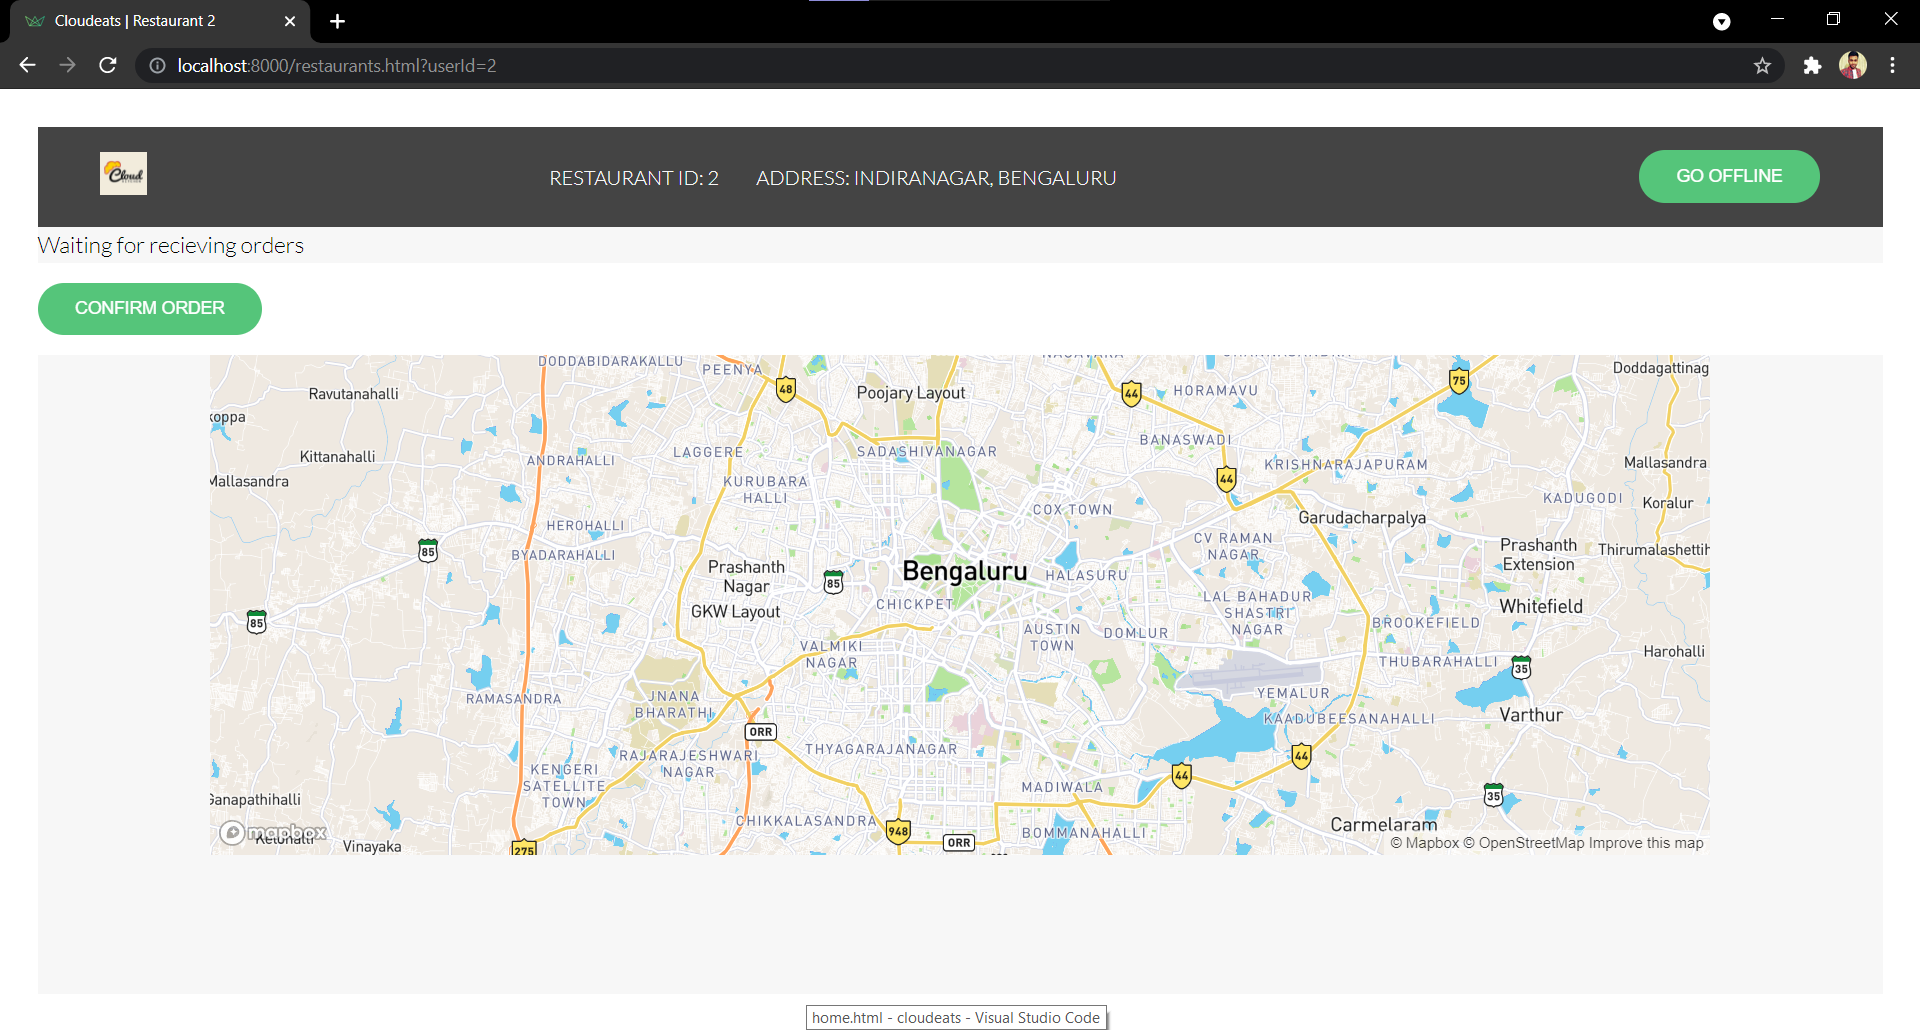 Cloudeats | Restaurant 2
localhost:8000/restaurants.html?userId=2
Cloud
RESTAURANT ID: 2 ADDRESS: INDIRANAGAR, BENGALURU
GO OFFLINE
Waiting for recieving orders
CONFIRM ORDER
DODDABIDARAKALLU
PEENYA
48
Poojary Layout
44
HORAMAVU
75
Doddagattinag
Ravutanahalli
koppa
Kittanahalli
Mallasandra
ANDRAHALLI
LAGGERE
SADASHIVANAGAR
BANASWADI
KRISHNARAJAPURAM
Mallasandra
KURUBARA
HALLI
44
KADUGODI
Koralur
HEROHALLI
COX TOWN
Garudacharpalya
85
BYADARAHALLI
CV RAMAN
NAGAR
Prashanth
Extension
Thirumalashettih
Prashanth
Nagar
85
Bengaluru
HALASURU
GKW Layout
CHICKPET
LAL BAHADUR
SHASTRI
NAGAR
Whitefield
85
AUSTIN
TOWN
DOMLUR
BROOKEFIELD
VALMIKI
NAGAR
THUBARAHALLI
35
Harohalli
RAMASANDRA
JNANA
BHARATHI
YEMALUR
KAADUBEESANAHALLI
Varthur
ORR
RAJARAJESHWARI
NAGAR
THYAGARAJANAGAR
44
KENGERI
SATELLITE
TOWN
MADIWALA
44
35
Ganapathihalli
CHIKKALASANDRA
948
ORR
BOMMANAHALLI
Carmelaram
mapbox
Ketohalli
Vinayaka
275
© Mapbox © OpenStreetMap Improve this map
home.html - cloudeats - Visual Studio Code